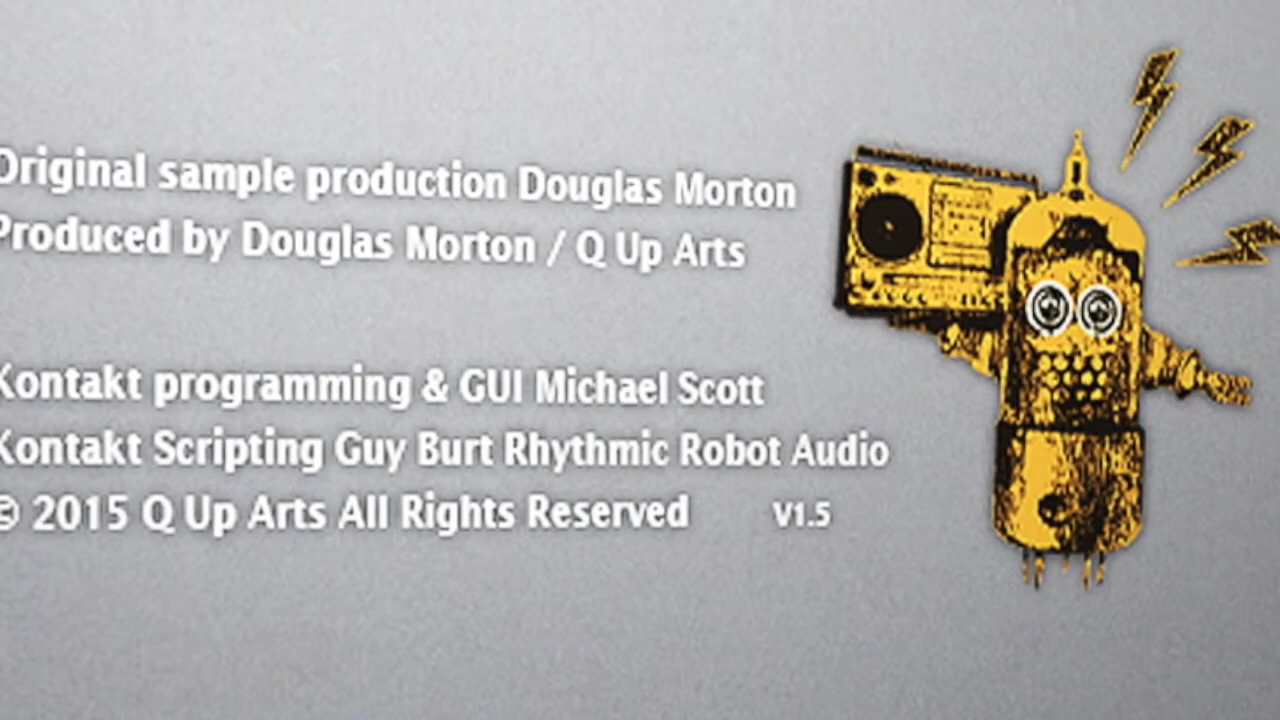 Original sample production Douglas Morton
Produced by Douglas Morton / Q Up Arts
Kontakt programming & GUI Michael Scott
Kontakt Scripting Guy Burt Rhythmic Robot Audio
© 2015 Q Up Arts All Rights Reserved V1.5